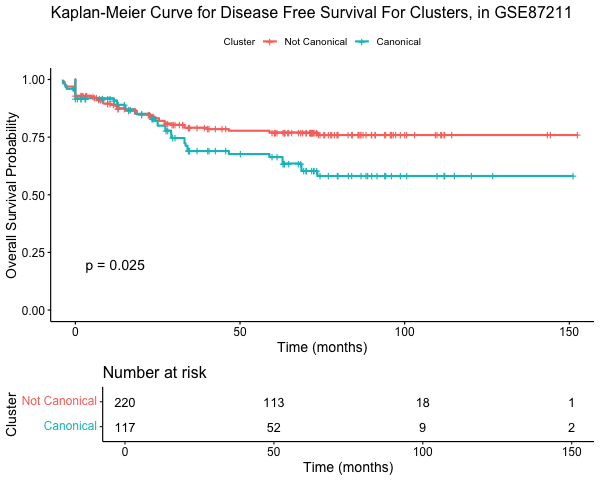 Kaplan-Meier Curve for Disease Free Survival For Clusters, in GSE87211
Cluster Not Canonical Canonical
1.00
0.75
0.50
0.25
0.00
Overall Survival Probability
p = 0.025
0 50 100 150
Time (months)
Number at risk
Cluster
Not Canonical 220 113 18 1
Canonical 117 52 9 2
0 50 100 150
Time (months)